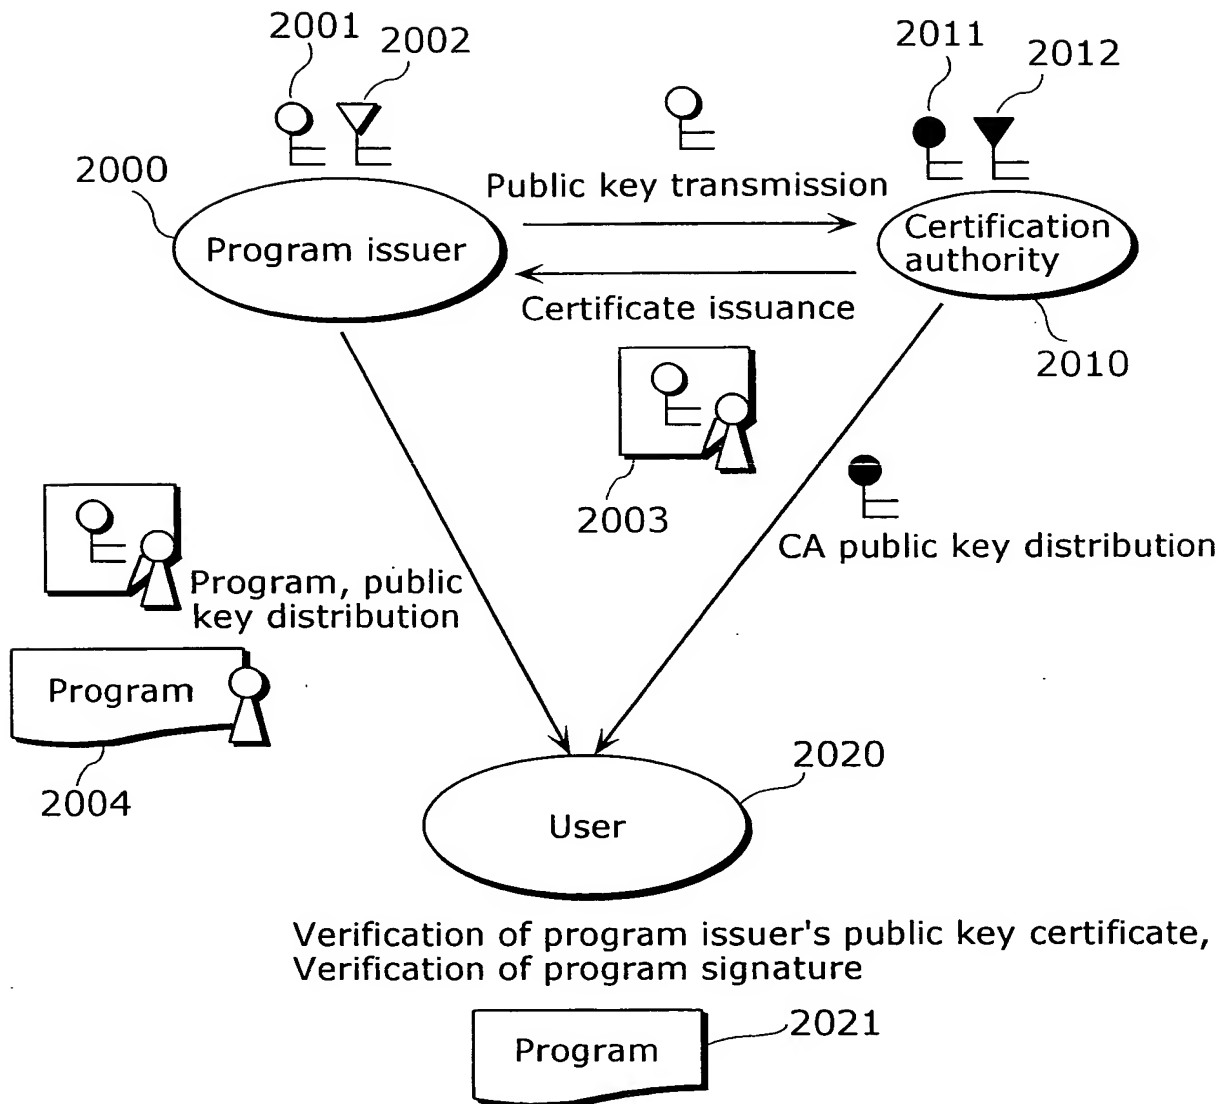 2001
2002
2011
2012
2000
Public key transmission
Program issuer
Certification
authority
Certificate issuance
2010
2003
CA public key distribution
Program, public
key distribution
Program
2004
2020
User
Verification of program issuer's public key certificate,
Verification of program signature
2021
Program